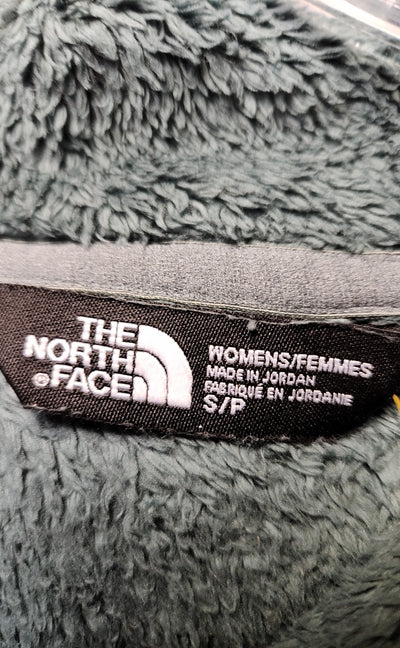 THE
NORTH
®FACE
WOMENS/FEMMES
MADE IN JORDAN
FABRIQUÉ EN JORDANIE
S/P